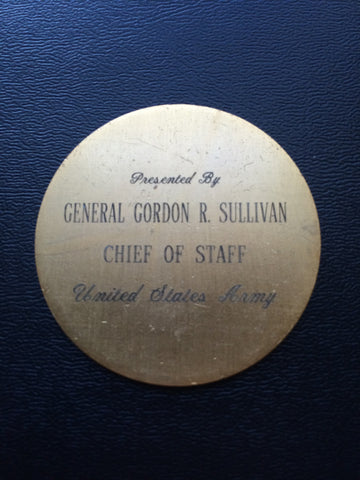 Presented By
GENERAL GORDON R. SULLIVAN
CHIEF OF STAFF
United States Army